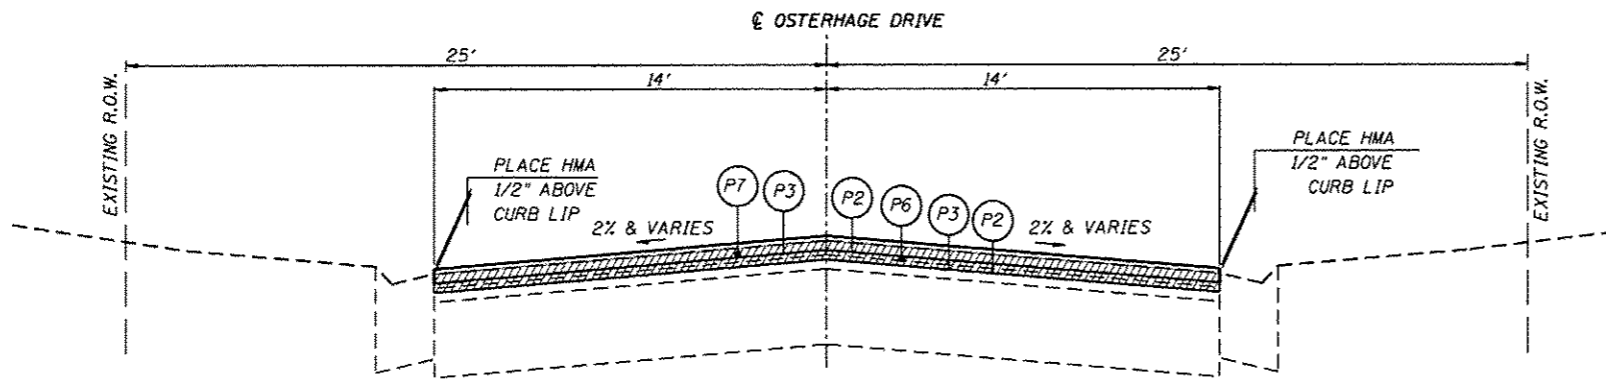 ℄ OSTERHAGE DRIVE
25'
25'
14'
14'
EXISTING R.O.W.
EXISTING R.O.W.
PLACE HMA
1/2" ABOVE
CURB LIP
PLACE HMA
1/2" ABOVE
CURB LIP
P7
P3
P2
P6
P3
P2
2% & VARIES
2% & VARIES